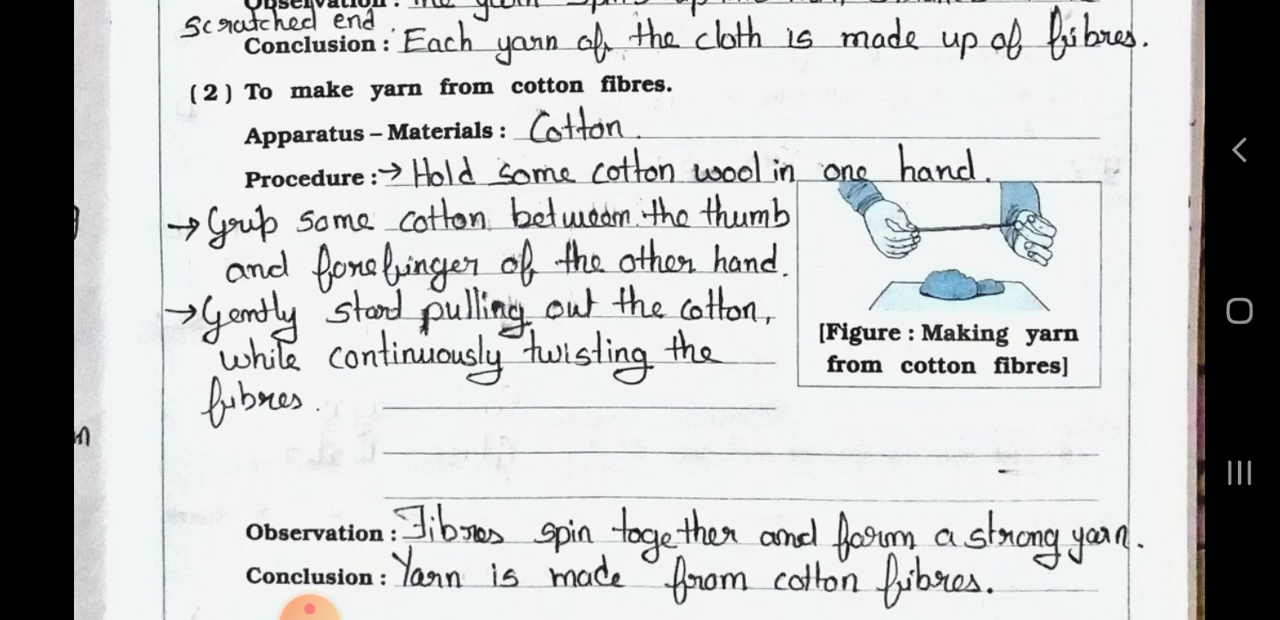 scratched end.
Conclusion : Each yarn of the cloth is made up of fibres.
(2) To make yarn from cotton fibres.
Apparatus – Materials : Cotton.
Procedure : → Hold some cotton wool in one hand.
→ Grip some cotton between the thumb
and forefinger of the other hand.
→ Gently start pulling out the cotton,
while continuously twisting the
fibres.
[Figure : Making yarn
from cotton fibres]
Observation : Fibres spin together and form a strong yarn.
Conclusion : Yarn is made from cotton fibres.